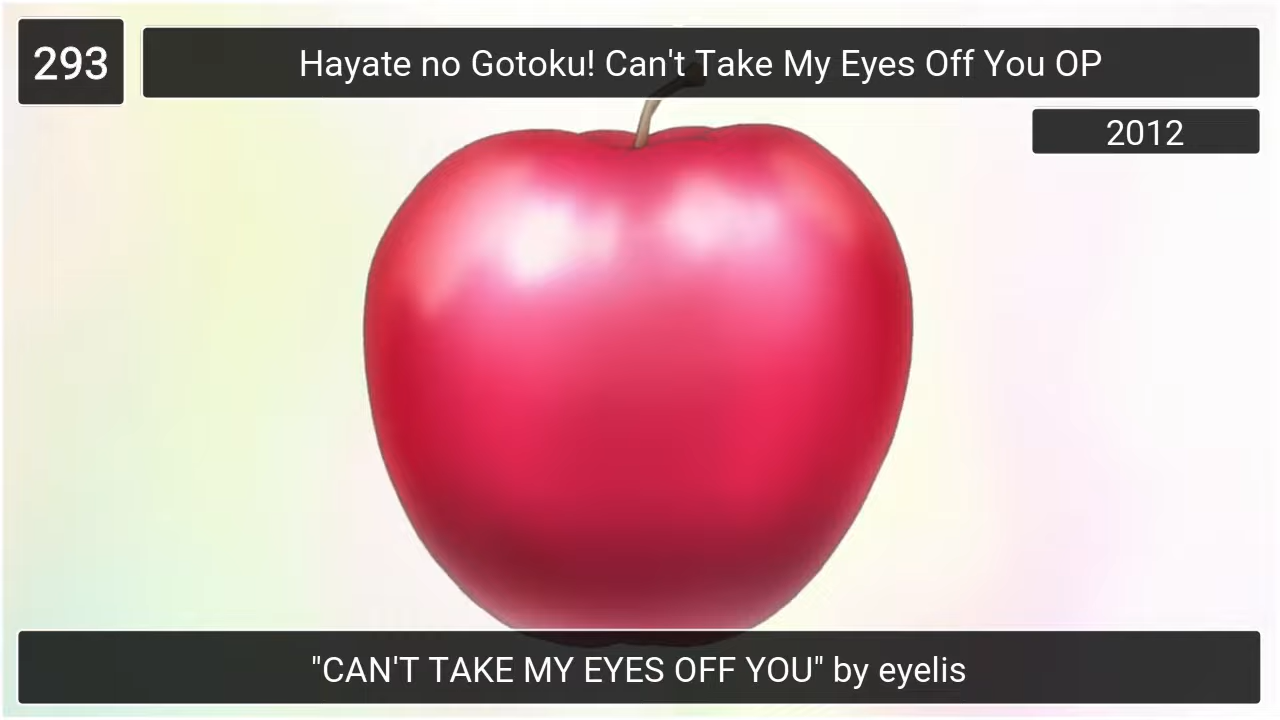 293
Hayate no Gotoku! Can't Take My Eyes Off You OP
2012
"CAN'T TAKE MY EYES OFF YOU" by eyelis